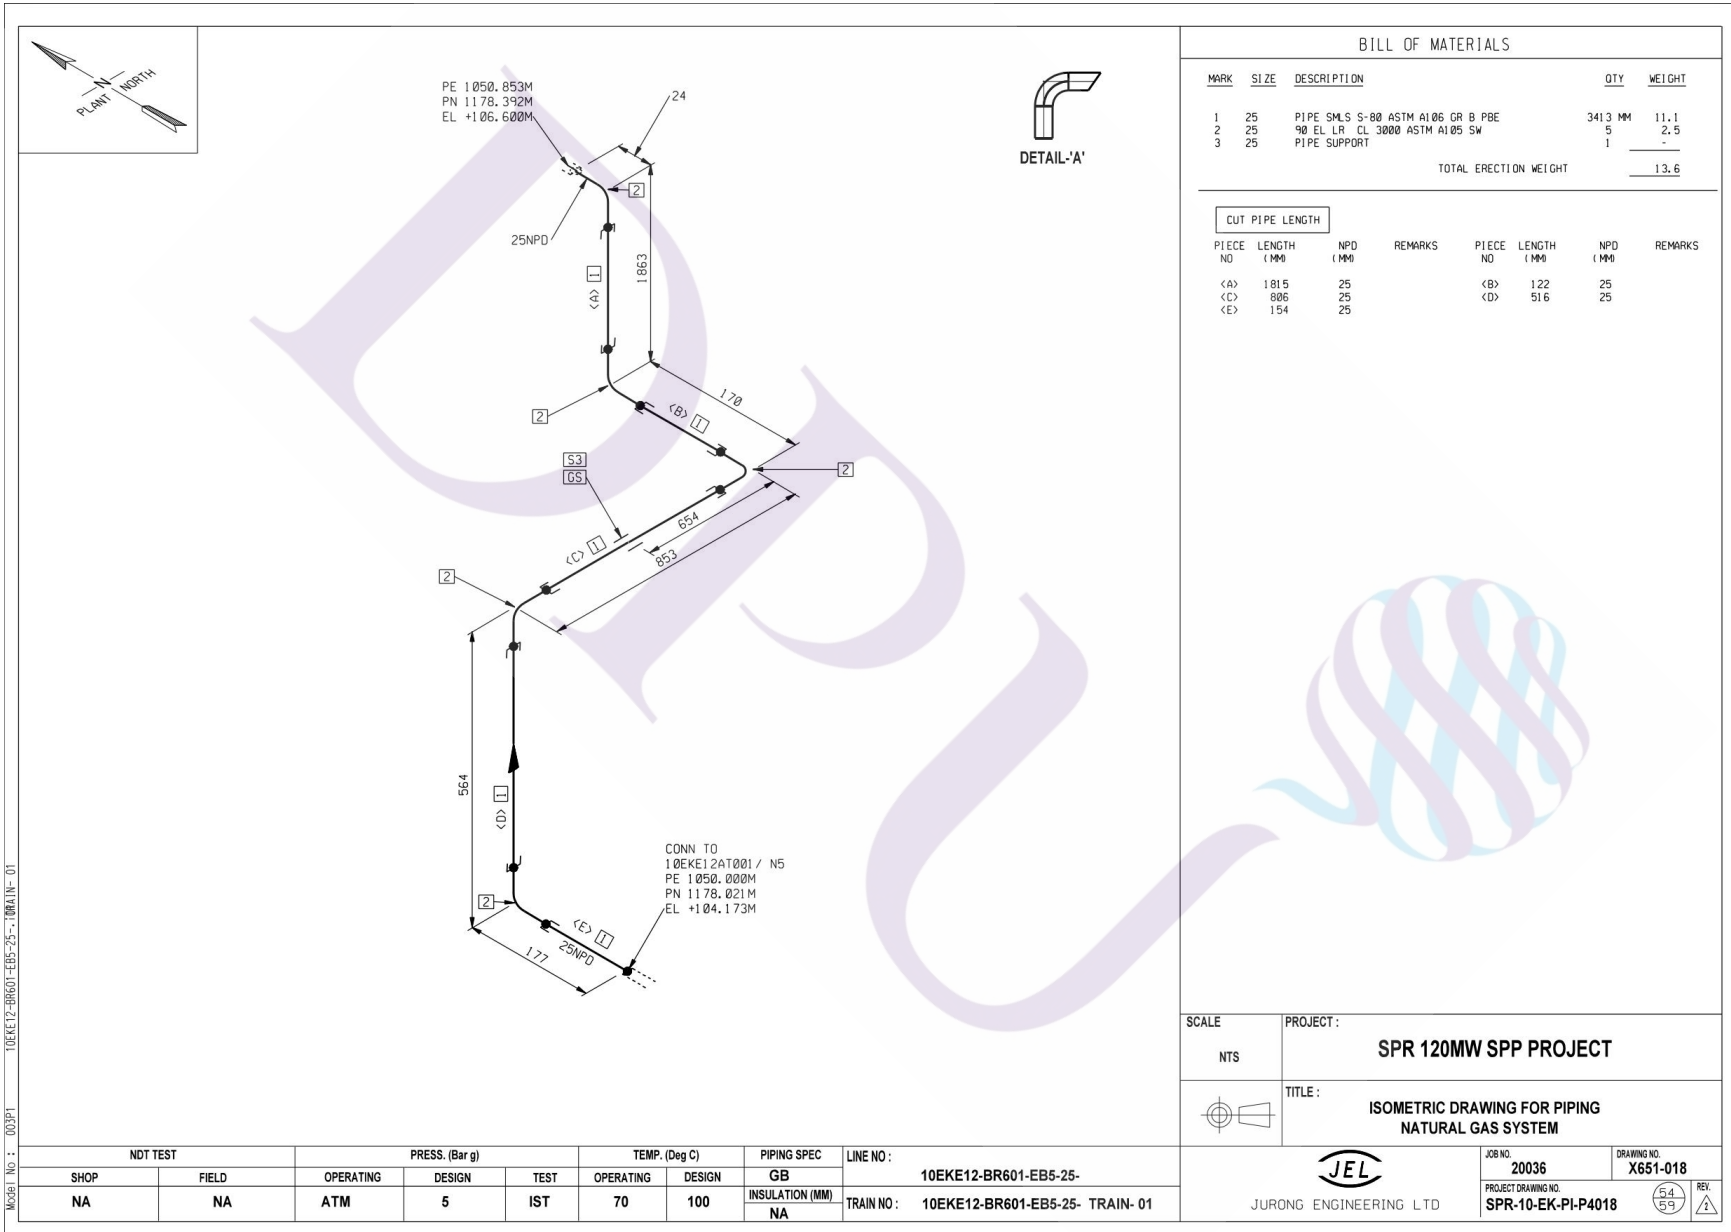 N
PLANT NORTH
PE 1050.853M
PN 1178.392M
EL +106.600M
24
2
25NPD
1863
<A> 1
DETAIL-'A'
2
<B> 1
170
S3
GS
2
654
<C> 1
853
2
564
<D> 1
CONN TO
10EKE12AT001/ N5
PE 1050.000M
PN 1178.021M
EL +104.173M
2
<E> 1
25NPD
177
DPU
BILL OF MATERIALS
MARK SIZE DESCRIPTION QTY WEIGHT
1 25 PIPE SMLS S-80 ASTM A106 GR B PBE 3413 MM 11.1
2 25 90 EL LR CL 3000 ASTM A105 SW 5 2.5
3 25 PIPE SUPPORT 1 -
TOTAL ERECTION WEIGHT 13.6
CUT PIPE LENGTH
PIECE LENGTH NPD REMARKS PIECE LENGTH NPD REMARKS
NO (MM) (MM) NO (MM) (MM)
<A> 1815 25 <B> 122 25
<C> 806 25 <D> 516 25
<E> 154 25
SCALE
NTS
PROJECT :
SPR 120MW SPP PROJECT
TITLE :
ISOMETRIC DRAWING FOR PIPING
NATURAL GAS SYSTEM
JEL
JURONG ENGINEERING LTD
JOB NO.
20036
DRAWING NO.
X651-018
PROJECT DRAWING NO.
SPR-10-EK-PI-P4018
54
59
REV.
2
NDT TEST PRESS. (Bar g) TEMP. (Deg C) PIPING SPEC LINE NO :
SHOP FIELD OPERATING DESIGN TEST OPERATING DESIGN GB 10EKE12-BR601-EB5-25-
NA NA ATM 5 IST 70 100 INSULATION (MM) NA TRAIN NO : 10EKE12-BR601-EB5-25- TRAIN- 01
Model No : 003P1 10EKE12-BR601-EB5-25-